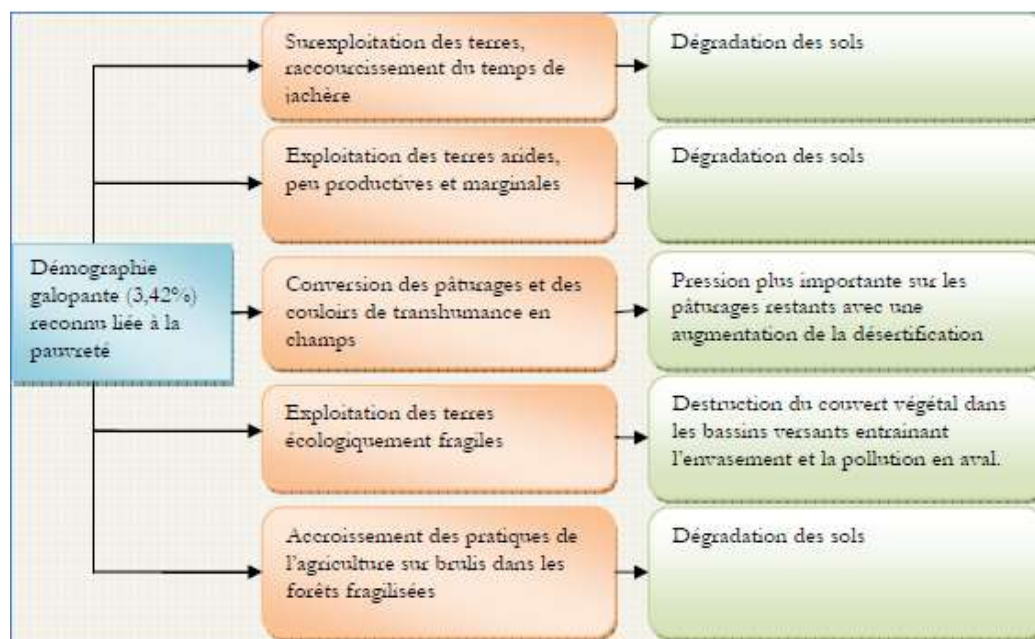 Surexploitation des terres,
raccourcissement du temps de
jachère
Dégradation des sols
Exploitation des terres arides,
peu productives et marginales
Dégradation des sols
Démographie
galopante (3,42%)
reconnu liée à la
pauvreté
Conversion des pâturages et des
couloirs de transhumance en
champs
Pression plus importante sur les
pâturages restants avec une
augmentation de la désertification
Exploitation des terres
écologiquement fragiles
Destruction du couvert végétal dans
les bassins versants entrainant
l'envasement et la pollution en aval.
Accroissement des pratiques de
l'agriculture sur brulis dans les
forêts fragilisées
Dégradation des sols